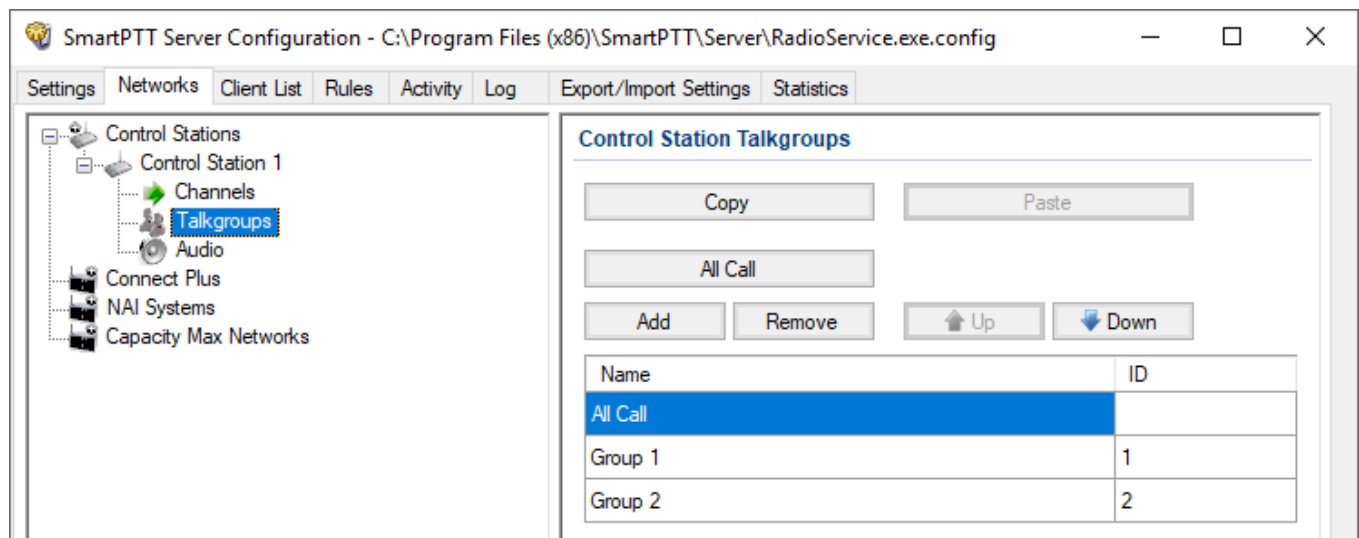 SmartPTT Server Configuration - C:\Program Files (x86)\SmartPTT\Server\RadioService.exe.config
Settings Networks Client List Rules Activity Log Export/Import Settings Statistics
Control Stations
Control Station 1
Channels
Talkgroups
Audio
Connect Plus
NAI Systems
Capacity Max Networks
Control Station Talkgroups
Copy Paste
All Call
Add Remove Up Down
Name ID
All Call
Group 1 1
Group 2 2